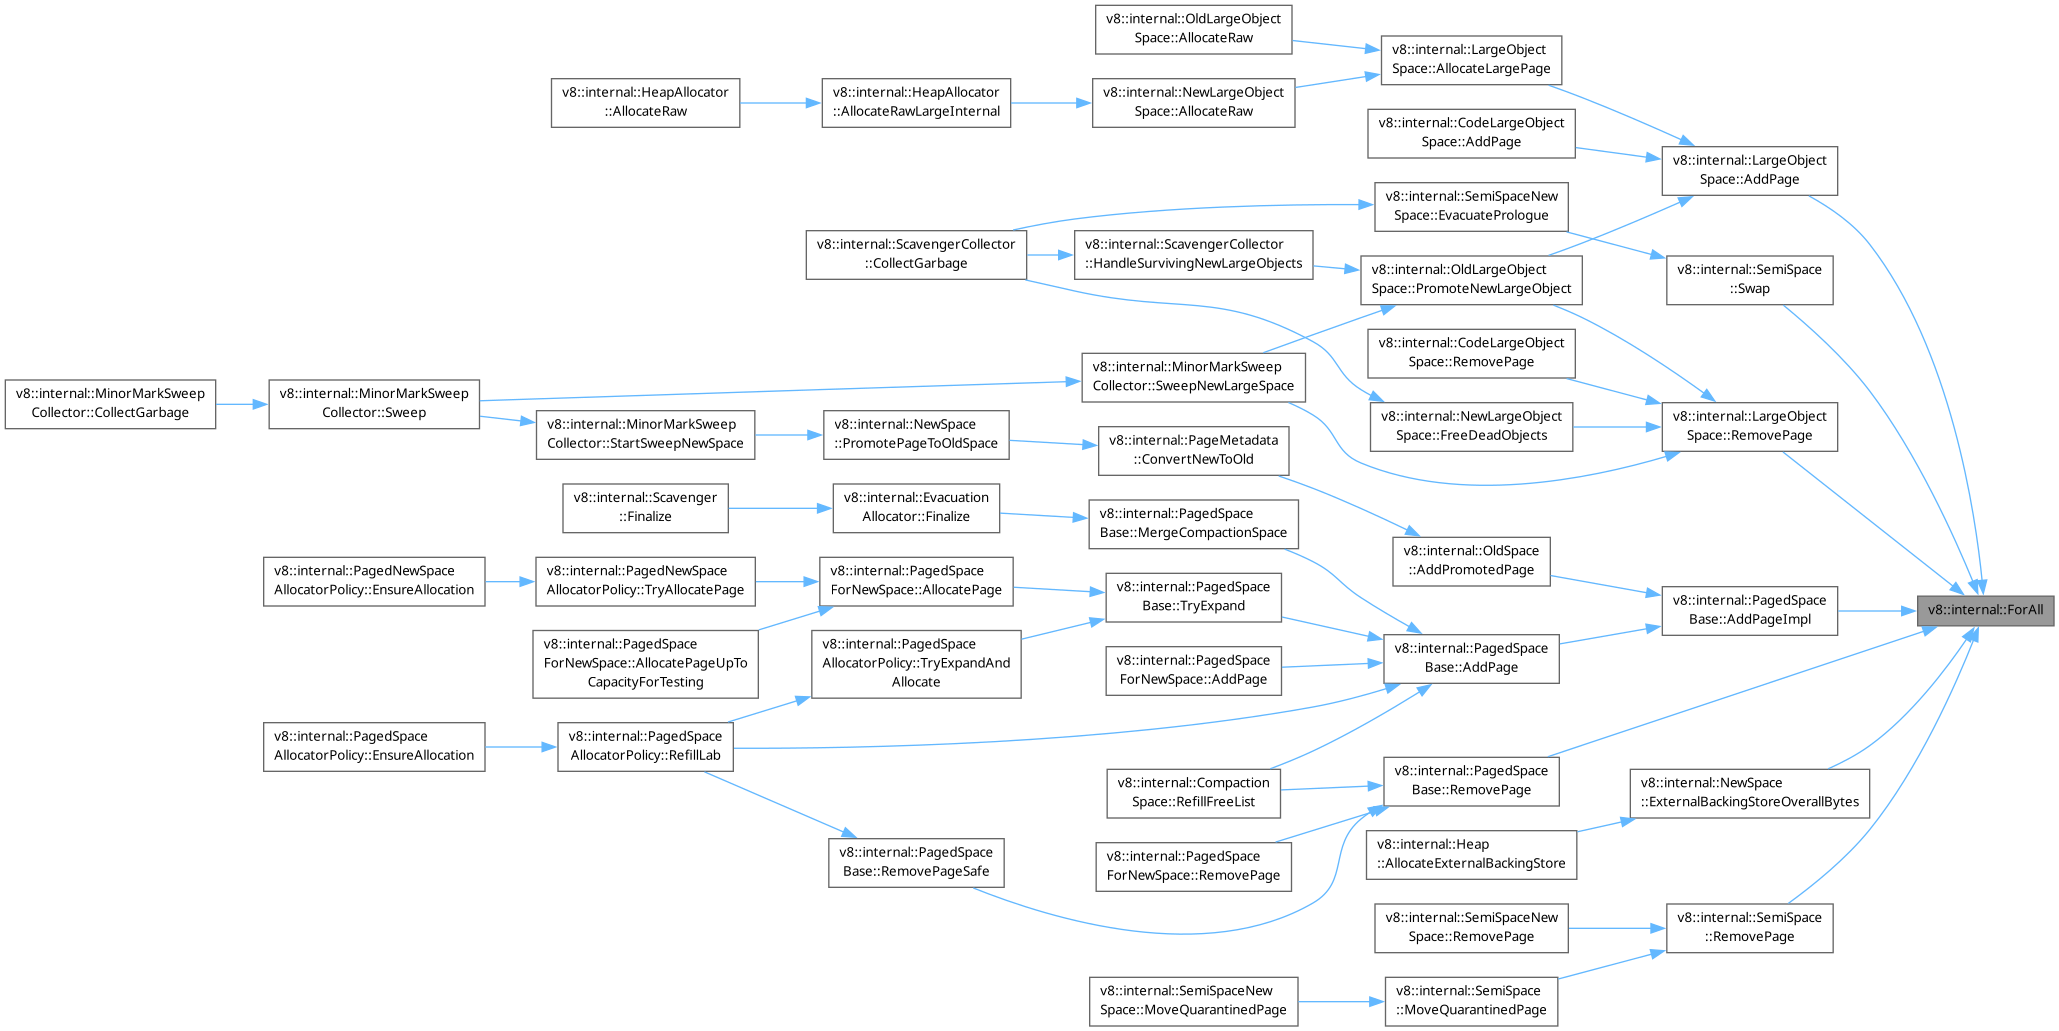 v8::internal::OldLargeObject
Space::AllocateRaw
v8::internal::LargeObject
Space::AllocateLargePage
v8::internal::HeapAllocator
::AllocateRaw
v8::internal::HeapAllocator
::AllocateRawLargeInternal
v8::internal::NewLargeObject
Space::AllocateRaw
v8::internal::CodeLargeObject
Space::AddPage
v8::internal::LargeObject
Space::AddPage
v8::internal::SemiSpaceNew
Space::EvacuatePrologue
v8::internal::ScavengerCollector
::CollectGarbage
v8::internal::ScavengerCollector
::HandleSurvivingNewLargeObjects
v8::internal::OldLargeObject
Space::PromoteNewLargeObject
v8::internal::SemiSpace
::Swap
v8::internal::CodeLargeObject
Space::RemovePage
v8::internal::MinorMarkSweep
Collector::SweepNewLargeSpace
v8::internal::MinorMarkSweep
Collector::CollectGarbage
v8::internal::MinorMarkSweep
Collector::Sweep
v8::internal::NewLargeObject
Space::FreeDeadObjects
v8::internal::LargeObject
Space::RemovePage
v8::internal::MinorMarkSweep
Collector::StartSweepNewSpace
v8::internal::NewSpace
::PromotePageToOldSpace
v8::internal::PageMetadata
::ConvertNewToOld
v8::internal::Scavenger
::Finalize
v8::internal::Evacuation
Allocator::Finalize
v8::internal::PagedSpace
Base::MergeCompactionSpace
v8::internal::OldSpace
::AddPromotedPage
v8::internal::PagedNewSpace
AllocatorPolicy::EnsureAllocation
v8::internal::PagedNewSpace
AllocatorPolicy::TryAllocatePage
v8::internal::PagedSpace
ForNewSpace::AllocatePage
v8::internal::PagedSpace
Base::TryExpand
v8::internal::PagedSpace
Base::AddPageImpl
v8::internal::ForAll
v8::internal::PagedSpace
ForNewSpace::AllocatePageUpTo
CapacityForTesting
v8::internal::PagedSpace
AllocatorPolicy::TryExpandAnd
Allocate
v8::internal::PagedSpace
ForNewSpace::AddPage
v8::internal::PagedSpace
Base::AddPage
v8::internal::PagedSpace
AllocatorPolicy::EnsureAllocation
v8::internal::PagedSpace
AllocatorPolicy::RefillLab
v8::internal::Compaction
Space::RefillFreeList
v8::internal::PagedSpace
Base::RemovePage
v8::internal::NewSpace
::ExternalBackingStoreOverallBytes
v8::internal::PagedSpace
Base::RemovePageSafe
v8::internal::PagedSpace
ForNewSpace::RemovePage
v8::internal::Heap
::AllocateExternalBackingStore
v8::internal::SemiSpaceNew
Space::RemovePage
v8::internal::SemiSpace
::RemovePage
v8::internal::SemiSpaceNew
Space::MoveQuarantinedPage
v8::internal::SemiSpace
::MoveQuarantinedPage